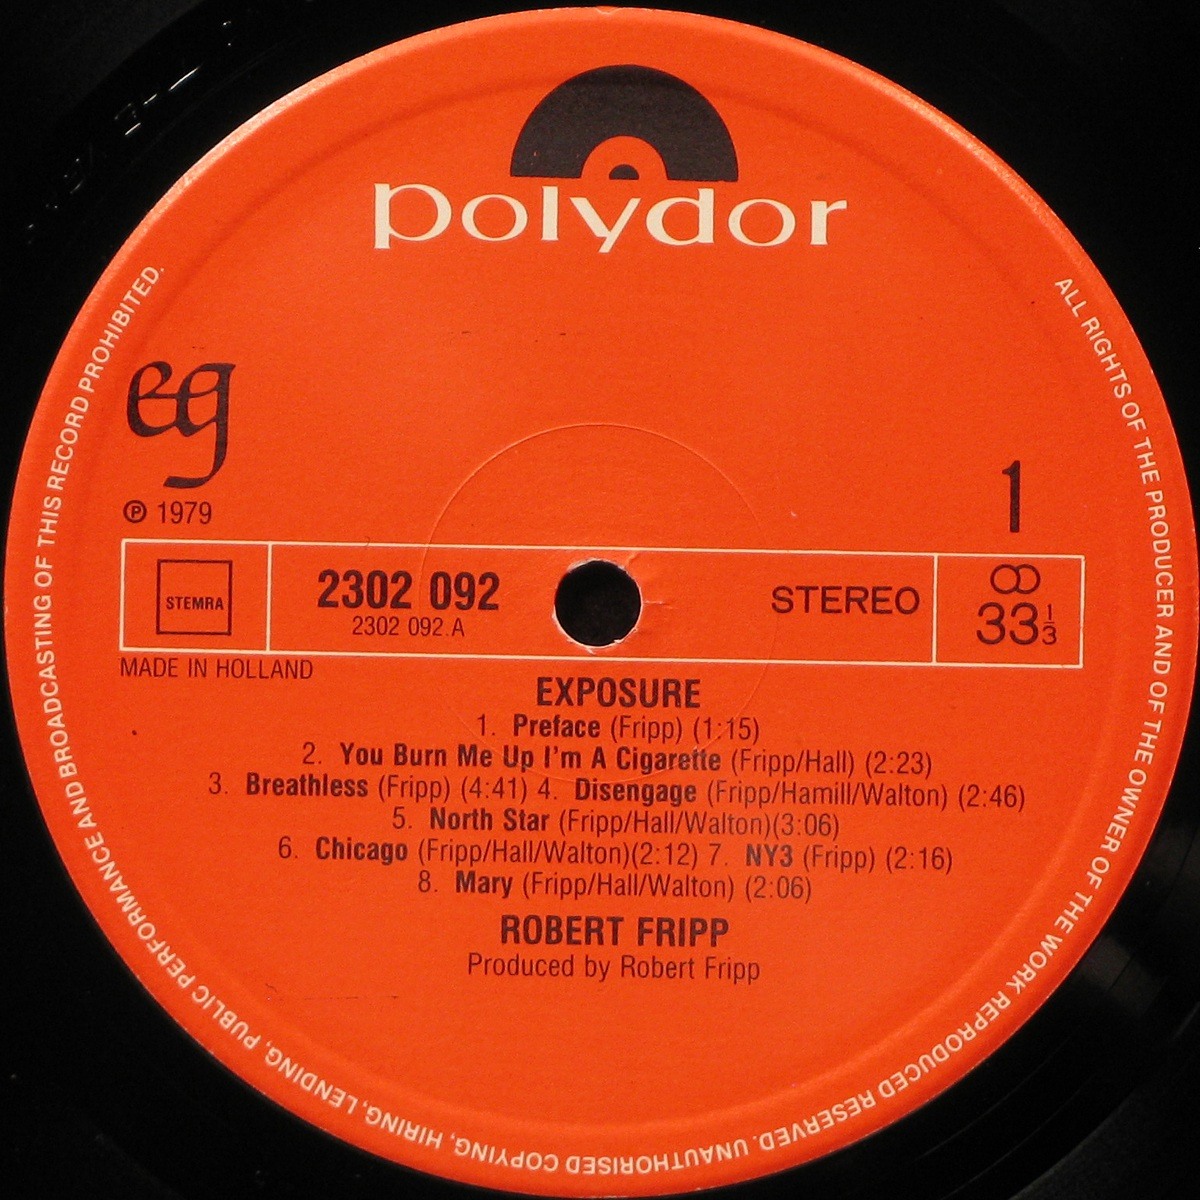 polydor
eg
℗ 1979
1
STEMRA
2302 092
2302 092.A
STEREO
33 1/3
MADE IN HOLLAND
EXPOSURE
1. Preface (Fripp) (1:15)
2. You Burn Me Up I'm A Cigarette (Fripp/Hall) (2:23)
3. Breathless (Fripp) (4:41) 4. Disengage (Fripp/Hamill/Walton) (2:46)
5. North Star (Fripp/Hall/Walton)(3:06)
6. Chicago (Fripp/Hall/Walton)(2:12) 7. NY3 (Fripp) (2:16)
8. Mary (Fripp/Hall/Walton) (2:06)
ROBERT FRIPP
Produced by Robert Fripp
ALL RIGHTS OF THE PRODUCER AND OF THE OWNER OF THE WORK REPRODUCED RESERVED. UNAUTHORISED COPYING, HIRING, LENDING, PUBLIC PERFORMANCE AND BROADCASTING OF THIS RECORD PROHIBITED.